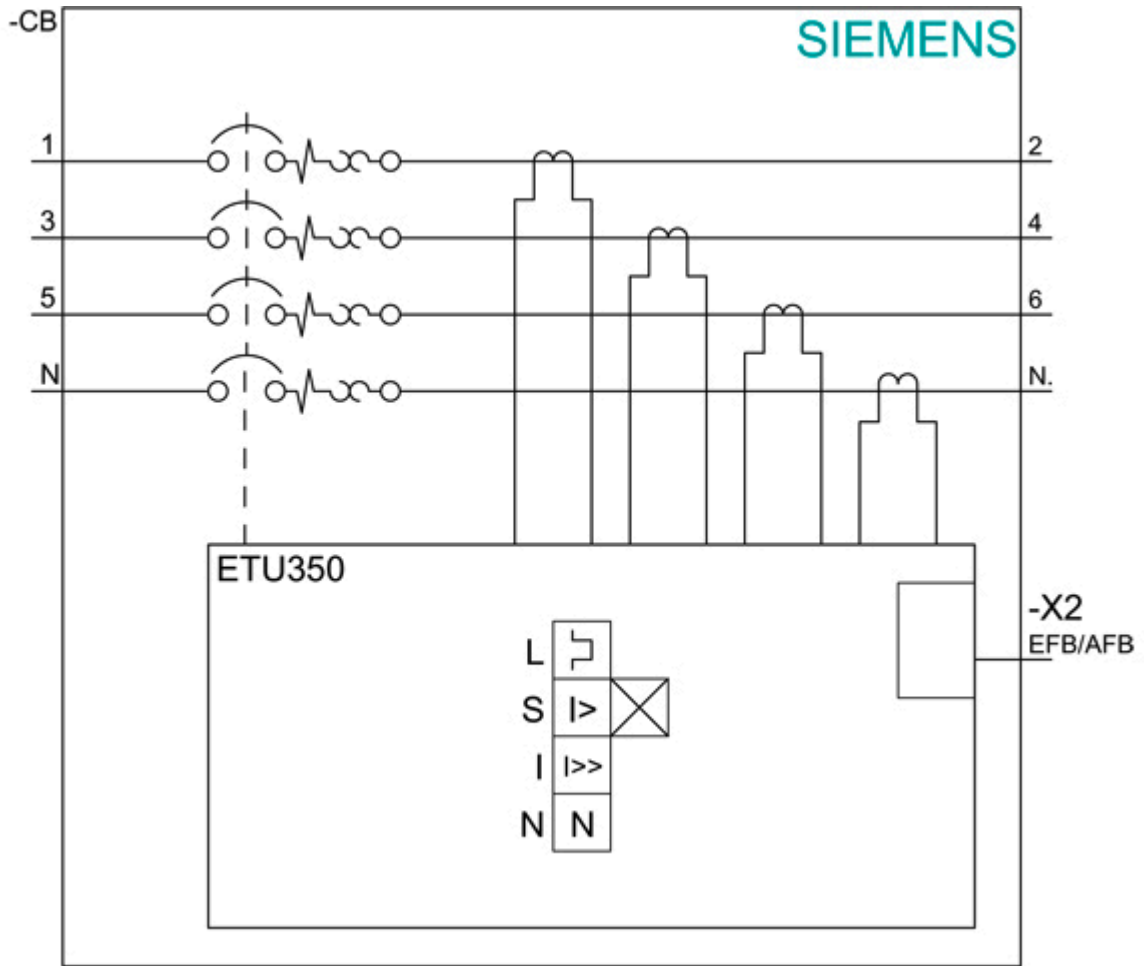 -CB
SIEMENS
1
2
3
4
5
6
N
N.
ETU350
-X2
EFB/AFB
L
S I>
I I>>
N N